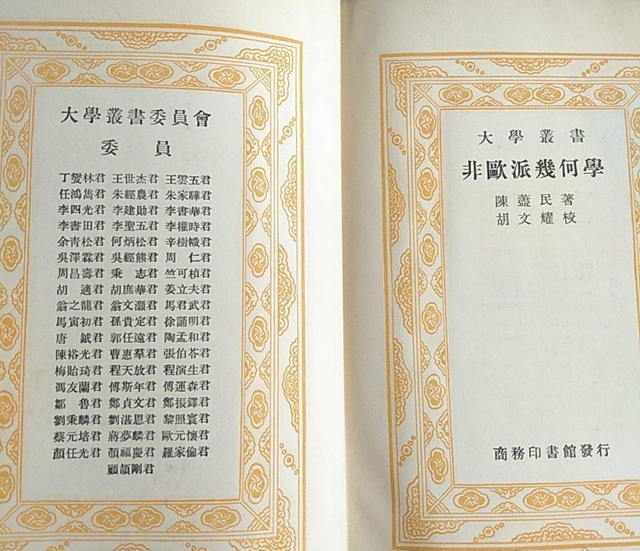 大學叢書委員會
委員
丁燮林君 王世杰君 王雲五君
任鴻雋君 朱經農君 朱家驊君
李四光君 李建勛君 李書華君
李書田君 李聖五君 李權時君
余青松君 何炳松君 辛樹幟君
吳澤霖君 吳經熊君 周仁君
周昌壽君 秉志君 竺可楨君
胡適君 胡庶華君 姜立夫君
翁之龍君 翁文灝君 馬君武君
馬寅初君 孫貴定君 徐誦明君
唐鉞君 郭任遠君 陶孟和君
陳裕光君 曹惠羣君 張伯苓君
梅貽琦君 程天放君 程演生君
馮友蘭君 傅斯年君 傅運森君
鄒魯君 鄭貞文君 鄭振鐸君
劉秉麟君 劉湛恩君 黎照寰君
蔡元培君 蔣夢麟君 歐元懷君
顏任光君 顏福慶君 羅家倫君
顧頡剛君
大學叢書
非歐派幾何學
陳藎民著
胡文耀校
商務印書館發行